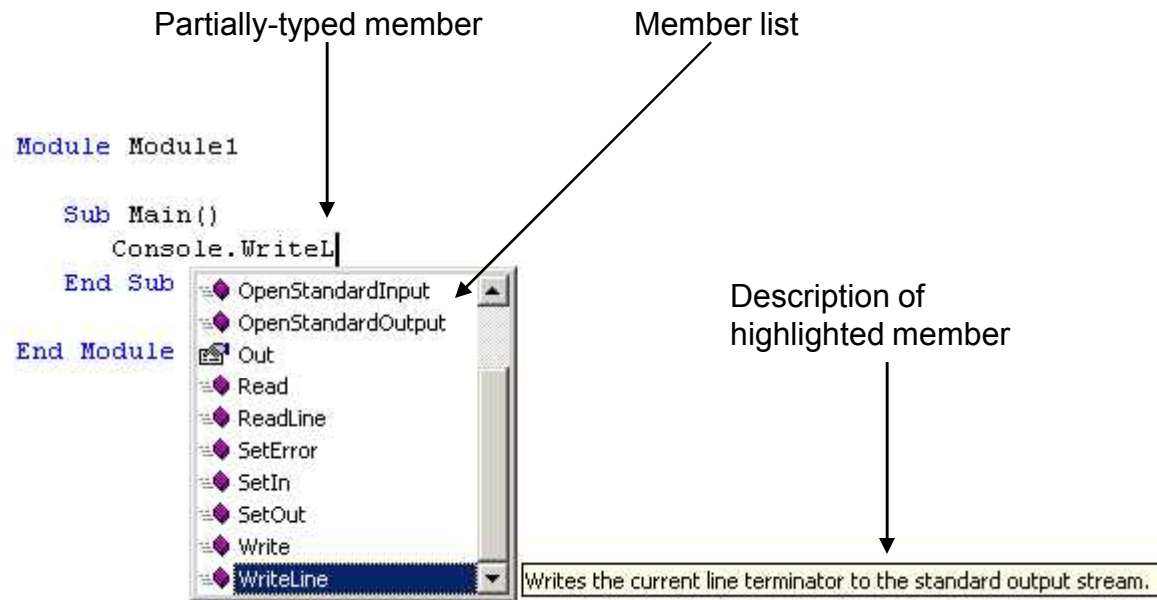 Partially-typed member
Member list
Module Module1
Sub Main()
Console.WriteL
End Sub
End Module
OpenStandardInput
OpenStandardOutput
Out
Read
ReadLine
SetError
SetIn
SetOut
Write
WriteLine
Description of
highlighted member
Writes the current line terminator to the standard output stream.